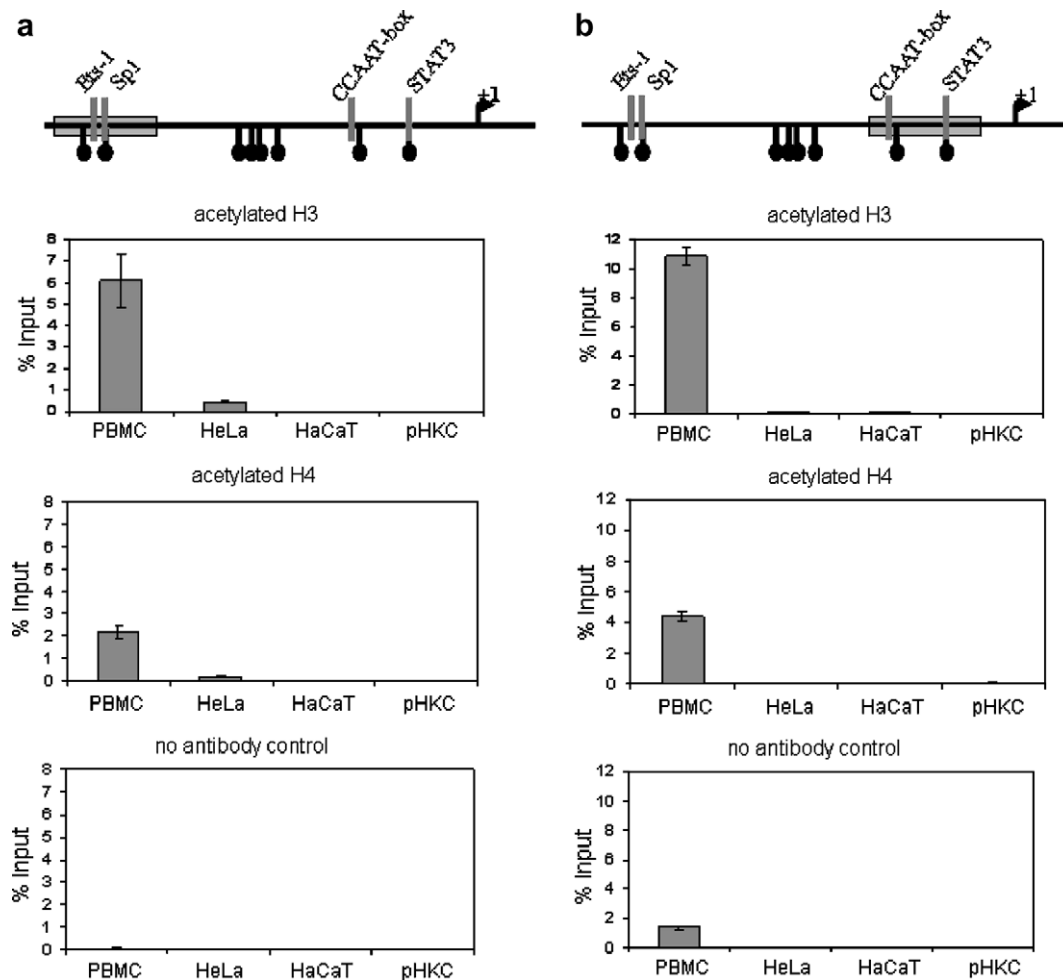 a
Ets-1
Sp1
CCAAT-box
STAT3
+1
acetylated H3
% Input
8
7
6
5
4
3
2
1
0
PBMC HeLa HaCaT pHKC
acetylated H4
% Input
8
7
6
5
4
3
2
1
0
PBMC HeLa HaCaT pHKC
no antibody control
% Input
8
7
6
5
4
3
2
1
0
PBMC HeLa HaCaT pHKC
b
Ets-1
Sp1
CCAAT-box
STAT3
+1
acetylated H3
% Input
12
10
8
6
4
2
0
PBMC HeLa HaCaT pHKC
acetylated H4
% Input
12
10
8
6
4
2
0
PBMC HeLa HaCaT pHKC
no antibody control
% Input
12
10
8
6
4
2
0
PBMC HeLa HaCaT pHKC